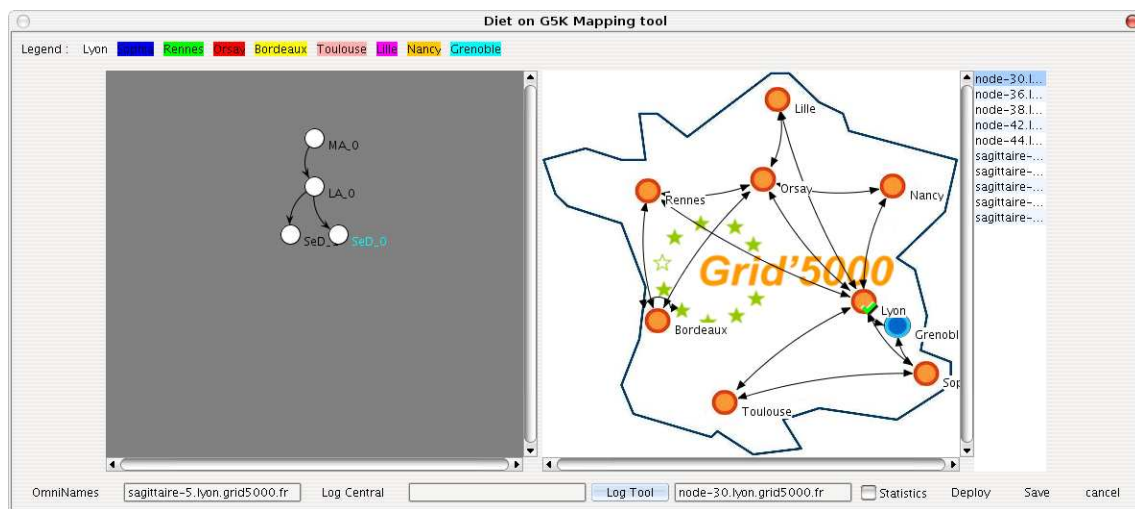 Diet on G5K Mapping tool
Legend : Lyon Sophia Rennes Orsay Bordeaux Toulouse Lille Nancy Grenoble
MA_0
LA_0
SeD_ SeD_0
Lille
Orsay
Rennes
Nancy
Grid'5000
Lyon
Bordeaux
Grenobl
Sop
Toulouse
node-30.l...
node-36.l...
node-38.l...
node-42.l...
node-44.l...
sagittaire-...
sagittaire-...
sagittaire-...
sagittaire-...
sagittaire-...
OmniNames sagittaire-5.lyon.grid5000.fr Log Central Log Tool node-30.lyon.grid5000.fr Statistics Deploy Save cancel